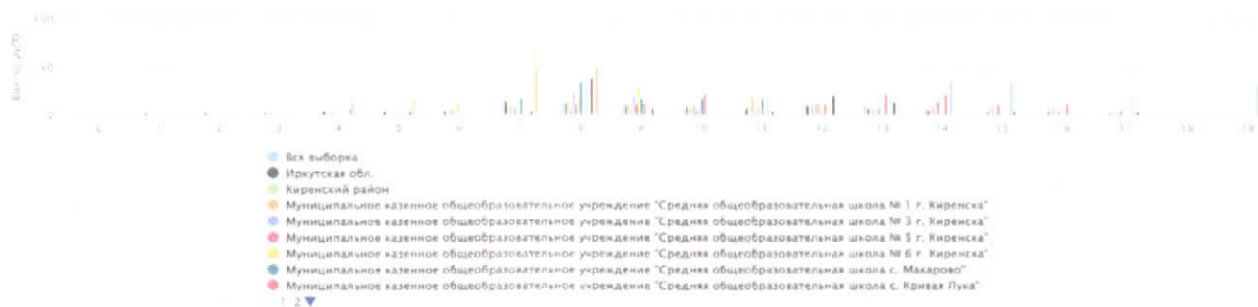 100
50
0
0 1 2 3 4 5 6 7 8 9 10 11 12 13 14 15 16 17 18 19
Вся выборка
Иркутская обл.
Киренский район
Муниципальное казенное общеобразовательное учреждение "Средняя общеобразовательная школа № 1 г. Киренска"
Муниципальное казенное общеобразовательное учреждение "Средняя общеобразовательная школа № 3 г. Киренска"
Муниципальное казенное общеобразовательное учреждение "Средняя общеобразовательная школа № 5 г. Киренска"
Муниципальное казенное общеобразовательное учреждение "Средняя общеобразовательная школа № 6 г. Киренска"
Муниципальное казенное общеобразовательное учреждение "Средняя общеобразовательная школа с. Макарово"
Муниципальное казенное общеобразовательное учреждение "Средняя общеобразовательная школа с. Кривая Лука"
1 2